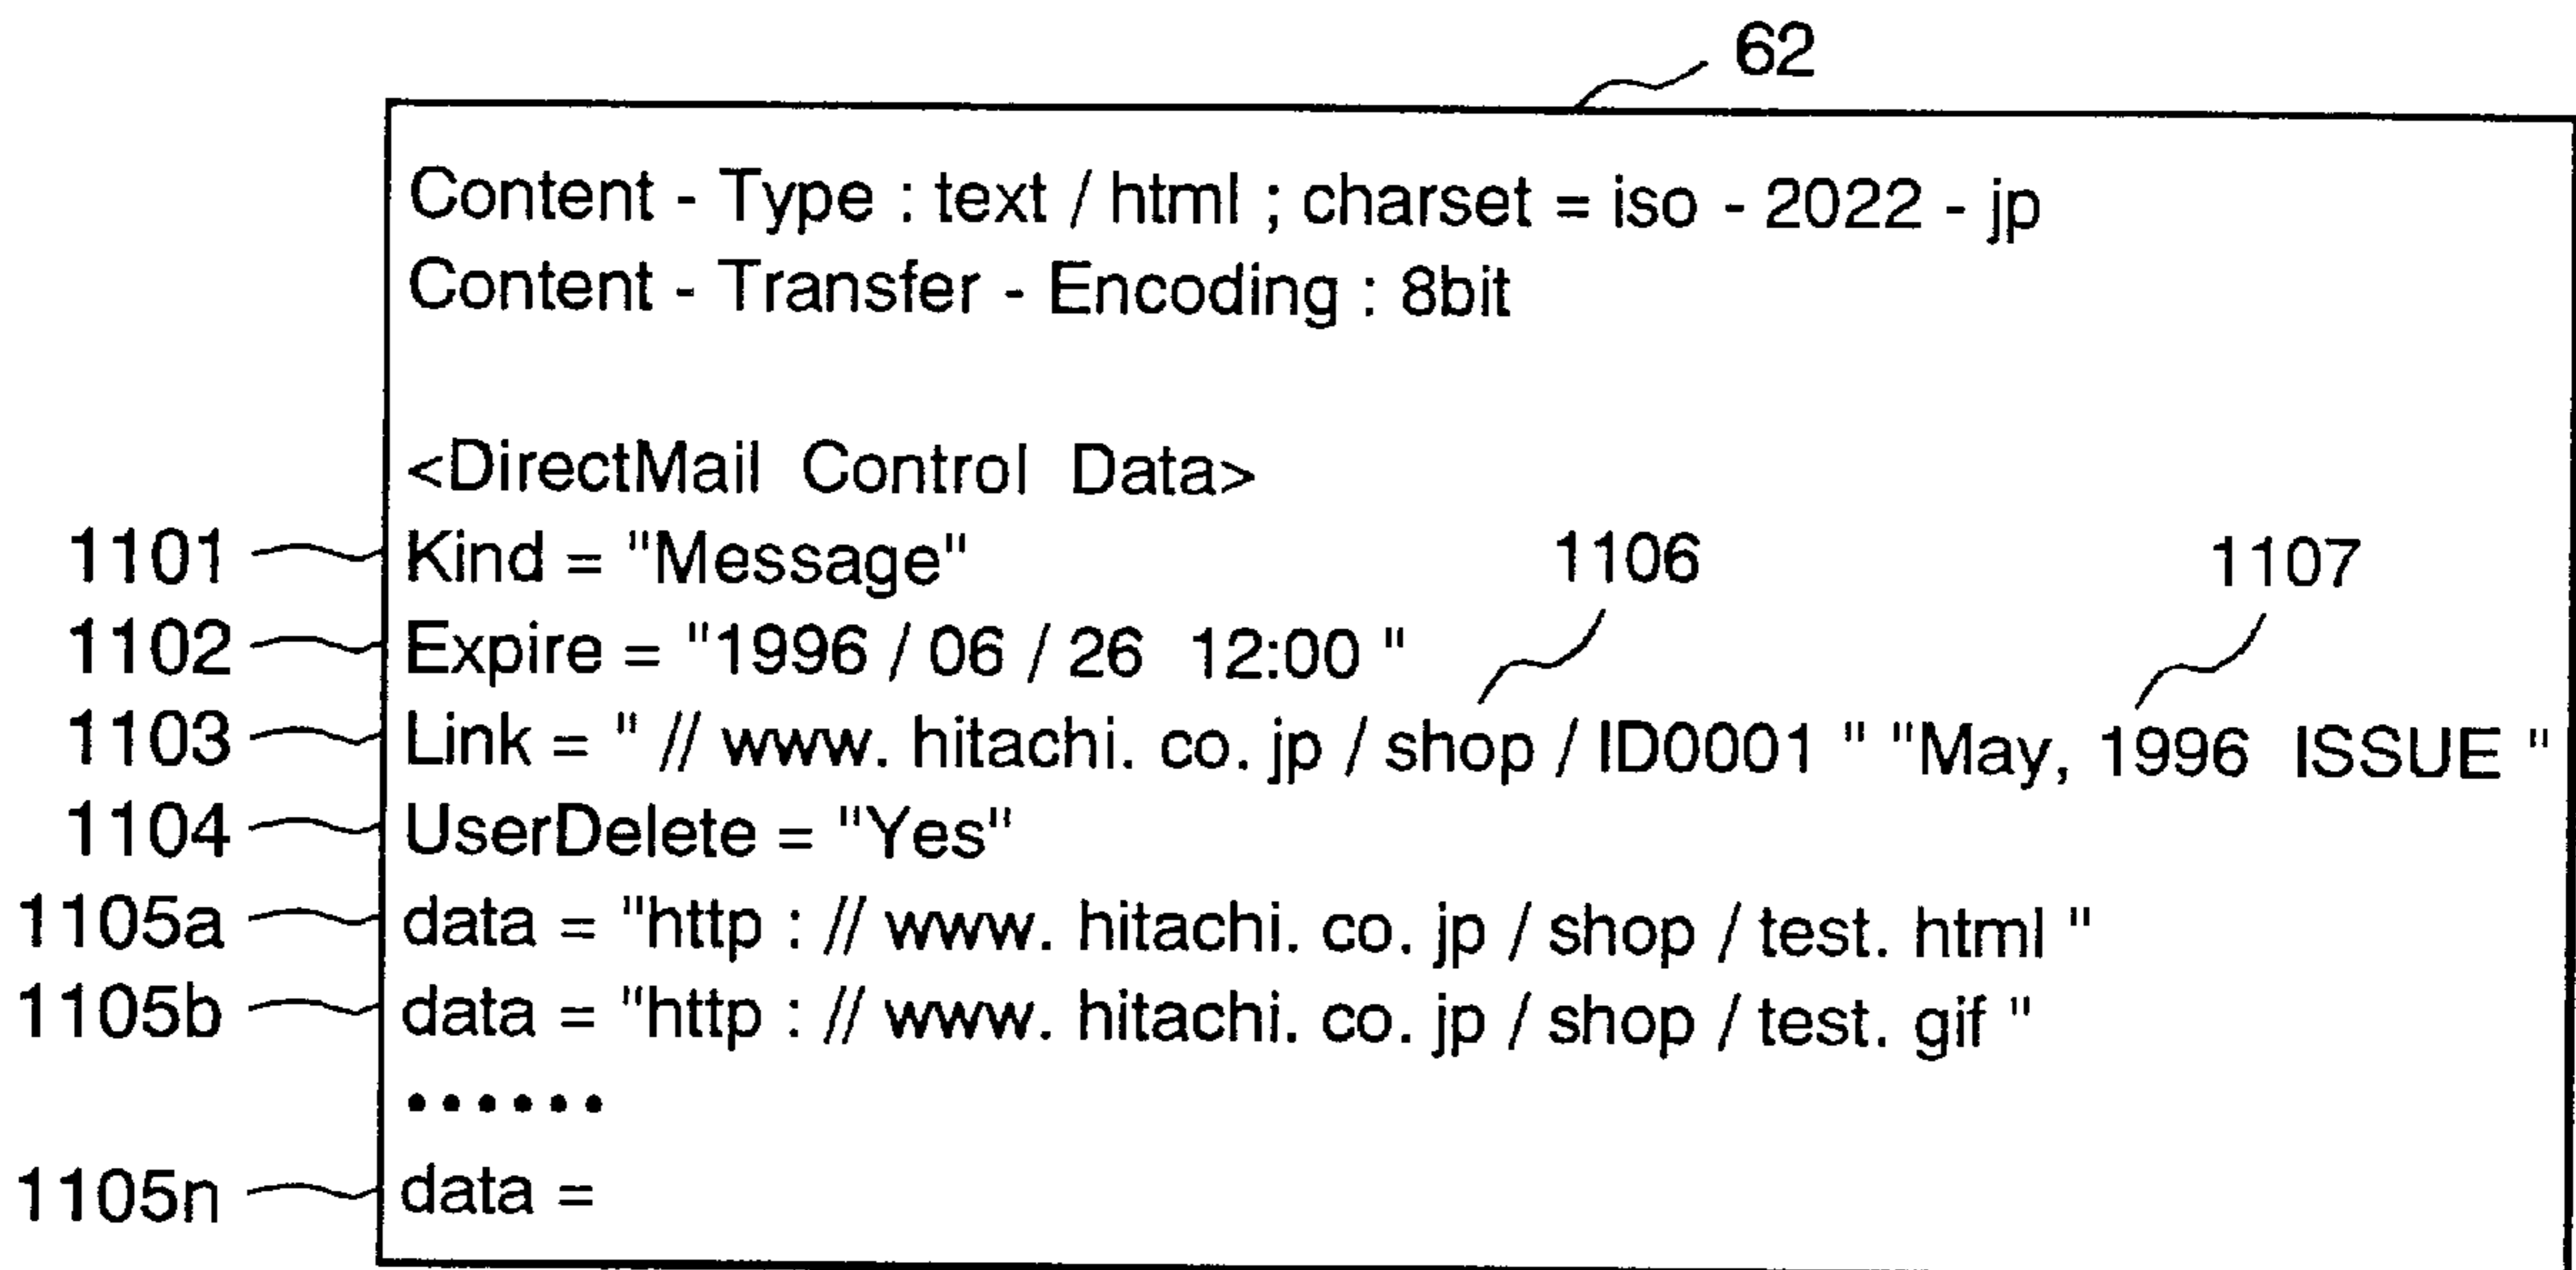 62
Content - Type : text / html ; charset = iso - 2022 - jp
Content - Transfer - Encoding : 8bit
<DirectMail Control Data>
1101 Kind = "Message" 1106 1107
1102 Expire = "1996 / 06 / 26 12:00 "
1103 Link = " // www. hitachi. co. jp / shop / ID0001 " "May, 1996 ISSUE "
1104 UserDelete = "Yes"
1105a data = "http : // www. hitachi. co. jp / shop / test. html "
1105b data = "http : // www. hitachi. co. jp / shop / test. gif "
••••••
1105n data =